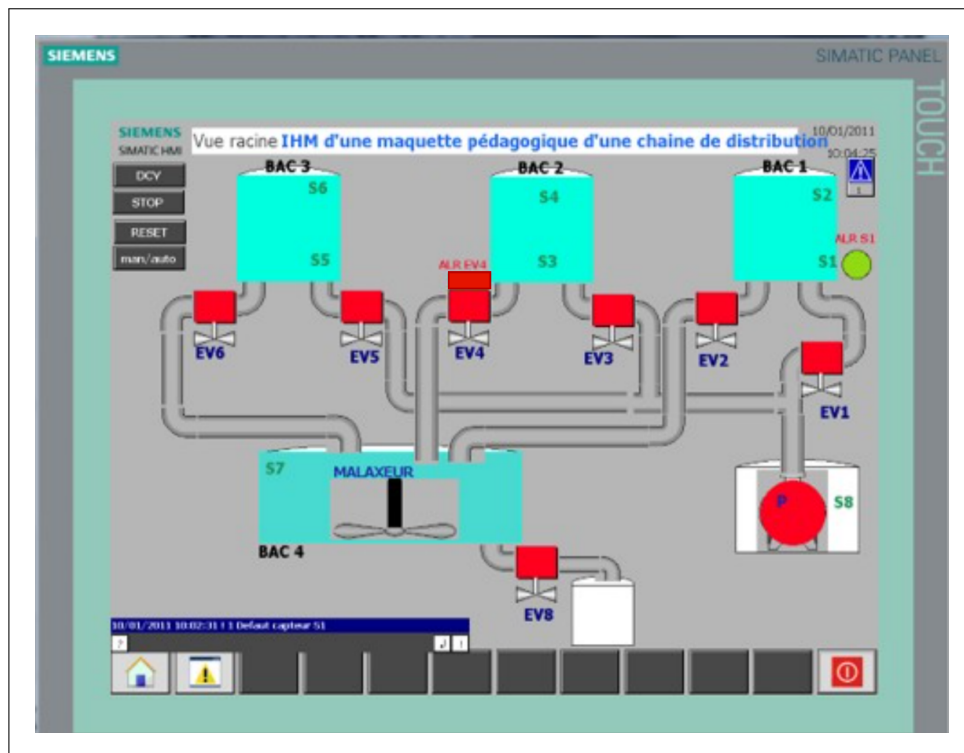 SIEMENS
SIMATIC PANEL
TOUCH
SIEMENS
SIMATIC HMI
Vue racine IHM d'une maquette pédagogique d'une chaine de distribution
10/01/2011
10:04:25
DCY
STOP
RESET
man/auto
BAC 3
BAC 2
BAC 1
S6
S4
S2
1
ALR S1
S5
ALR EV4
S3
S1
EV6
EV5
EV4
EV3
EV2
EV1
S7
MALAXEUR
P
S8
BAC 4
EV8
10/01/2011 10:02:31 ! 1 Defaut capteur S1
?
!